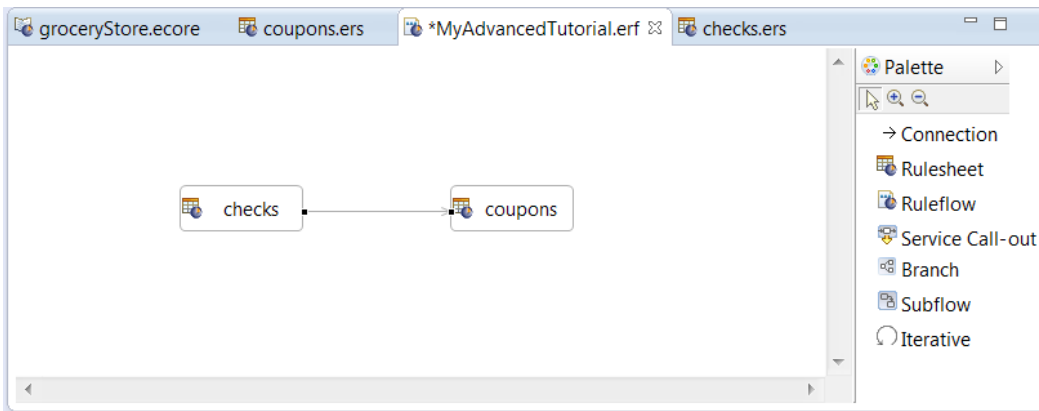 groceryStore.ecore coupons.ers *MyAdvancedTutorial.erf checks.ers
Palette
Connection
Rulesheet
checks coupons
Ruleflow
Service Call-out
Branch
Subflow
Iterative